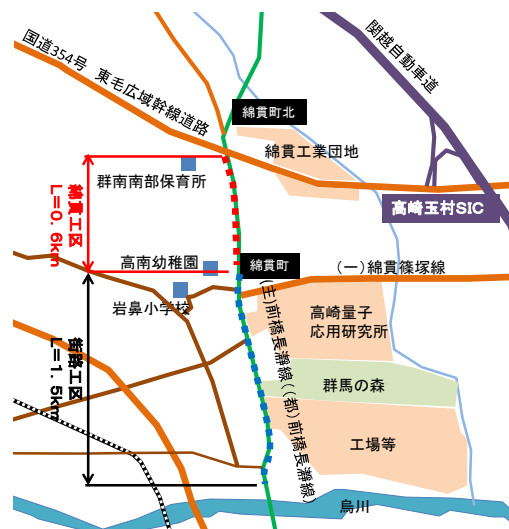 国道354号 東毛広域幹線道路
関越自動車道
綿貫町北
綿貫工業団地
群南南部保育所
高崎玉村SIC
綿貫工区
L=0.6km
高南幼稚園
綿貫町
(一)綿貫篠塚線
岩鼻小学校
高崎量子
応用研究所
(主)前橋長瀞線((都)前橋長瀞線)
街路工区
L=1.5km
群馬の森
工場等
烏川